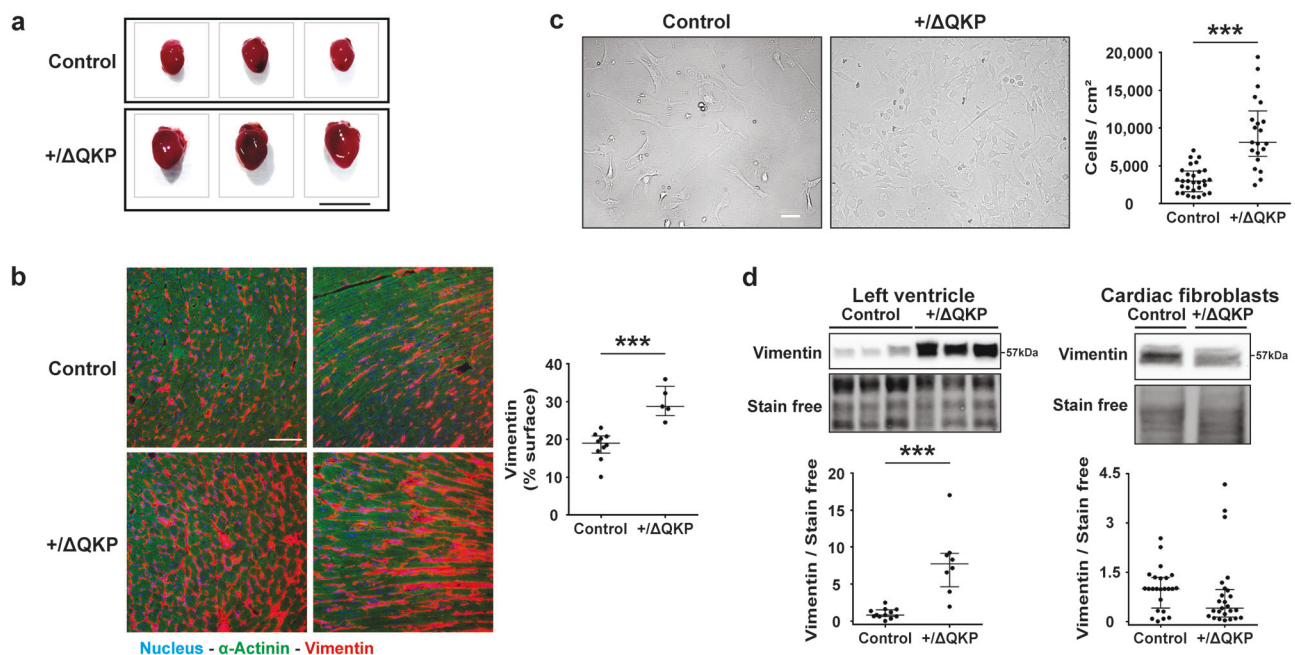 a
Control
+/ΔQKP
b
Control
+/ΔQKP
Nucleus - α-Actinin - Vimentin
Vimentin
(% surface)
40
30
20
10
0
***
Control +/ΔQKP
c
Control +/ΔQKP
Cells / cm²
20,000
15,000
10,000
5,000
0
***
Control +/ΔQKP
d
Left ventricle
Control +/ΔQKP
Vimentin
57kDa
Stain free
Vimentin / Stain free
20
15
10
5
0
***
Control +/ΔQKP
Cardiac fibroblasts
Control +/ΔQKP
Vimentin
57kDa
Stain free
Vimentin / Stain free
4.5
3
1.5
0
Control +/ΔQKP